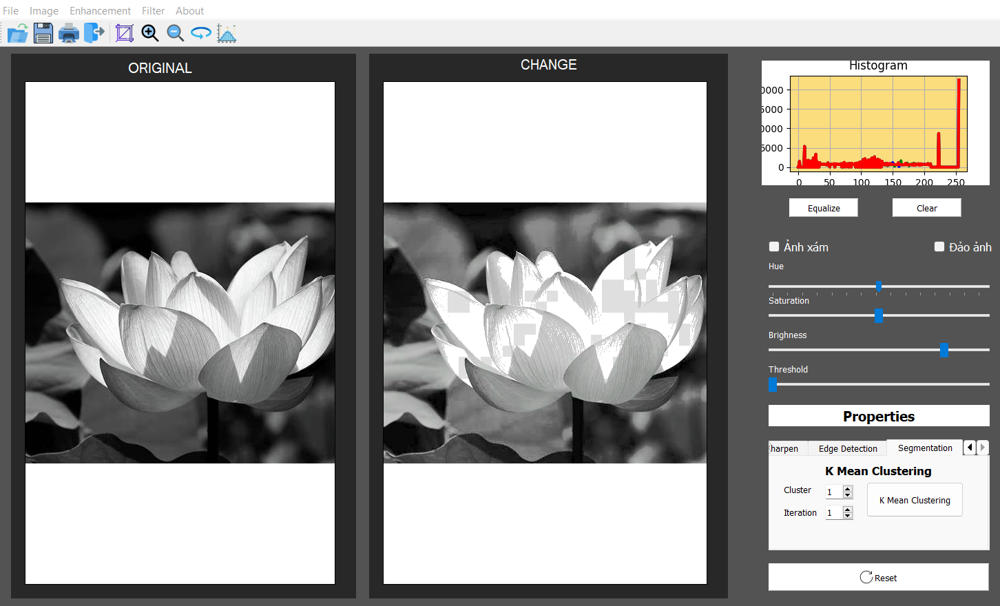 File Image Enhancement Filter About
ORIGINAL
CHANGE
Histogram
0000
5000
0000
5000
0
0 50 100 150 200 250
Equalize Clear
Ảnh xám Đảo ảnh
Hue
Saturation
Brighness
Threshold
Properties
harpen Edge Detection Segmentation
K Mean Clustering
Cluster 1
K Mean Clustering
Iteration 1
Reset